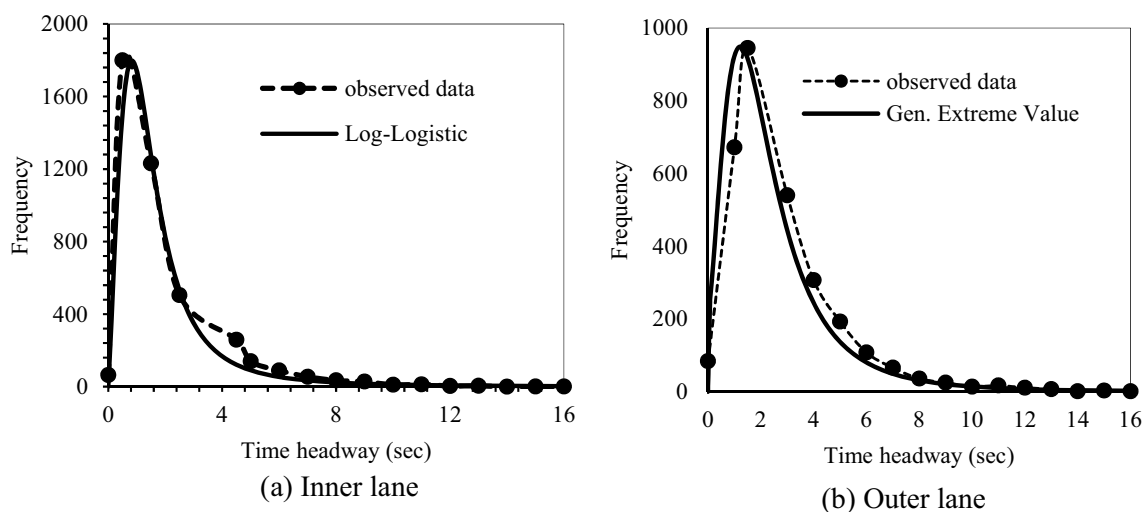 2000
1600
1200
800
400
0
Frequency
observed data
Log-Logistic
0 4 8 12 16
Time headway (sec)
(a) Inner lane
1000
800
600
400
200
0
Frequency
observed data
Gen. Extreme Value
0 2 4 6 8 10 12 14 16
Time headway (sec)
(b) Outer lane